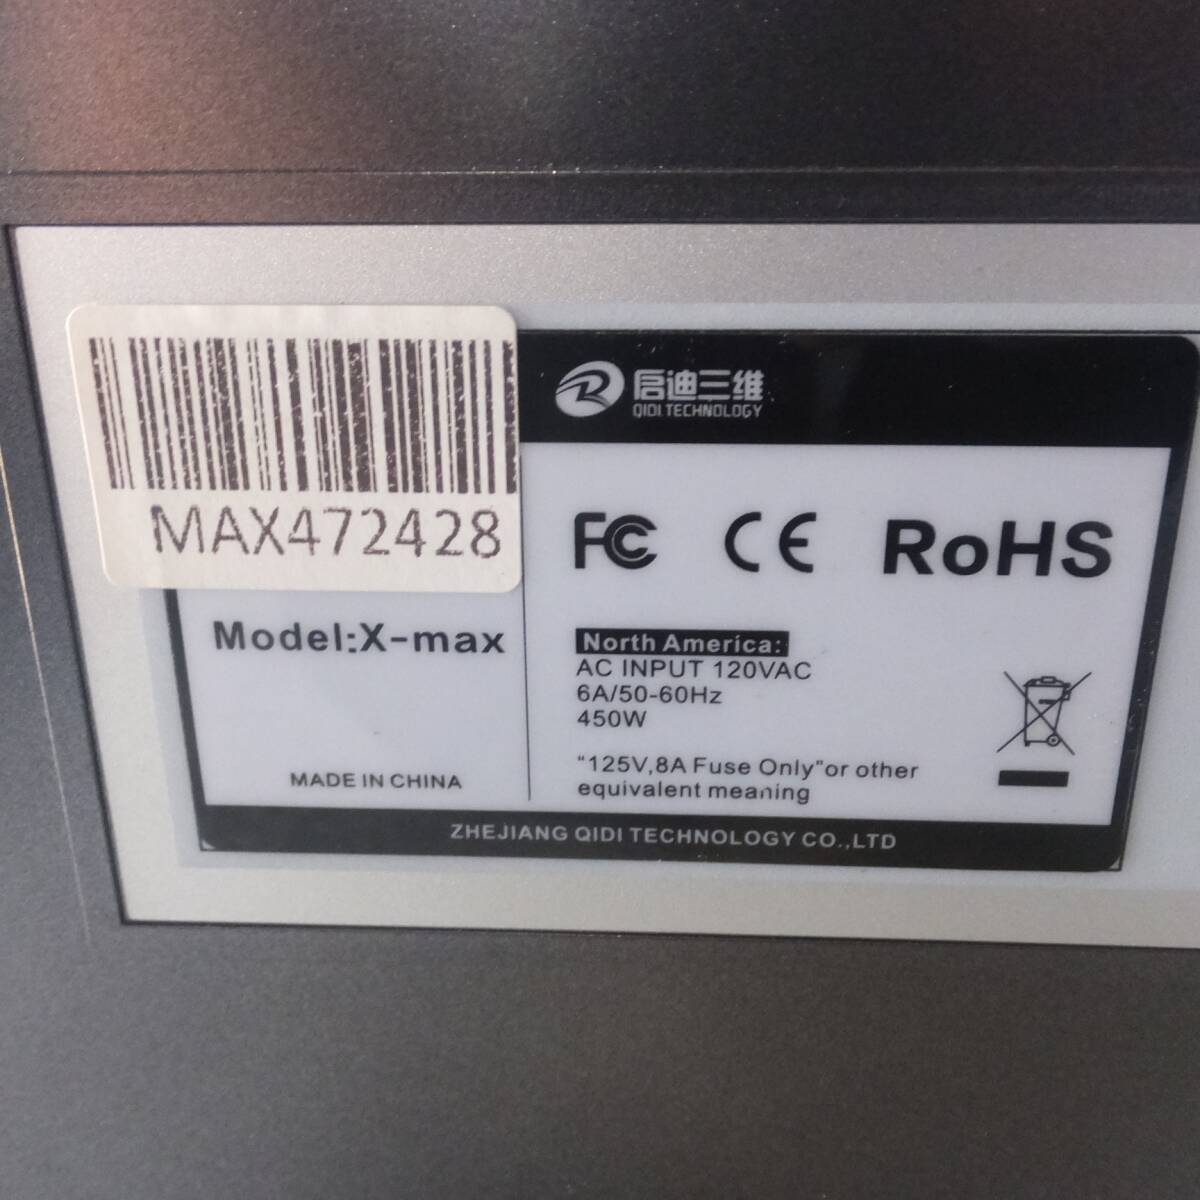 启迪三维
QIDI TECHNOLOGY
MAX472428
FC CE RoHS
Model:X-max
North America:
AC INPUT 120VAC
6A/50-60Hz
450W
"125V,8A Fuse Only"or other
equivalent meaning
MADE IN CHINA
ZHEJIANG QIDI TECHNOLOGY CO.,LTD